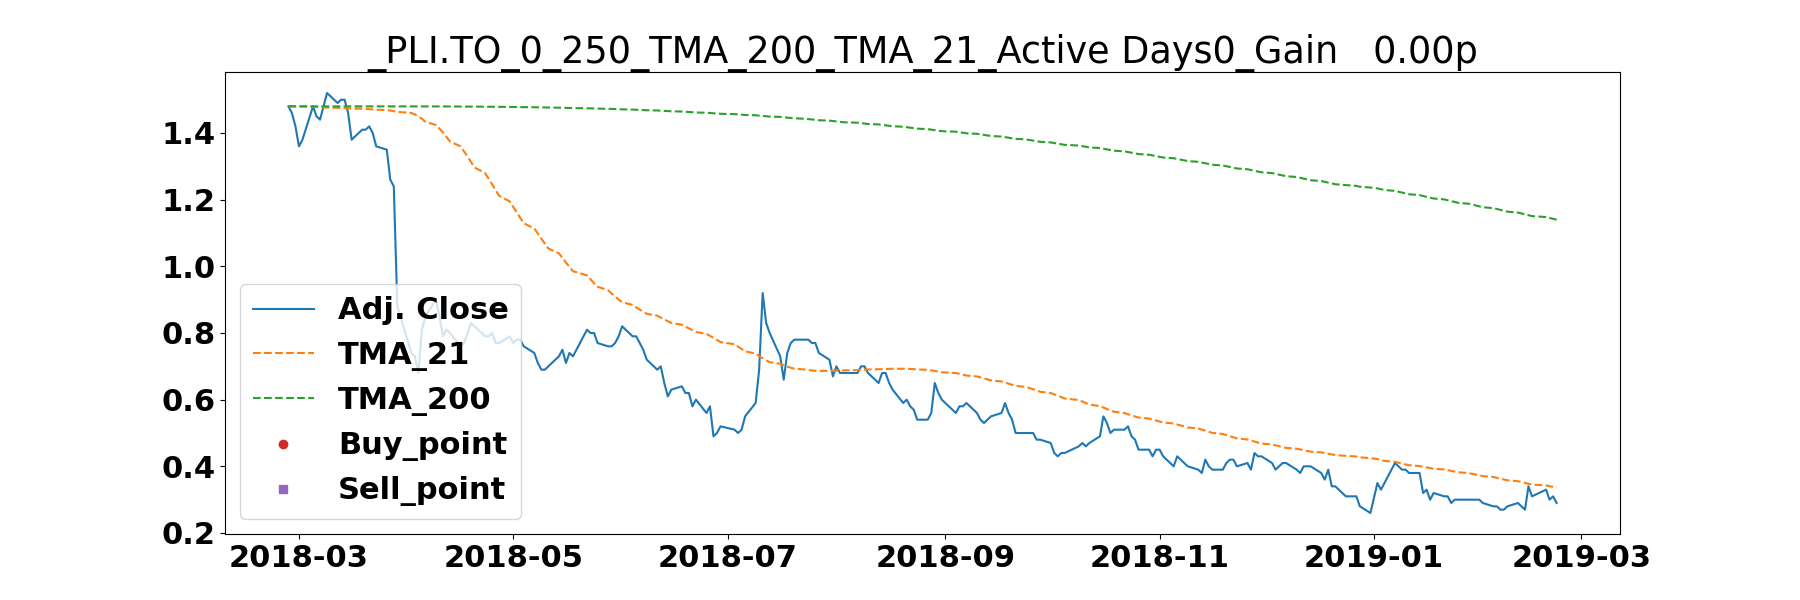 _PLI.TO_0_250_TMA_200_TMA_21_Active Days0_Gain   0.00p
1.4
1.2
1.0
0.8
0.6
0.4
0.2
Adj. Close
TMA_21
TMA_200
Buy_point
Sell_point
2018-03 2018-05 2018-07 2018-09 2018-11 2019-01 2019-03